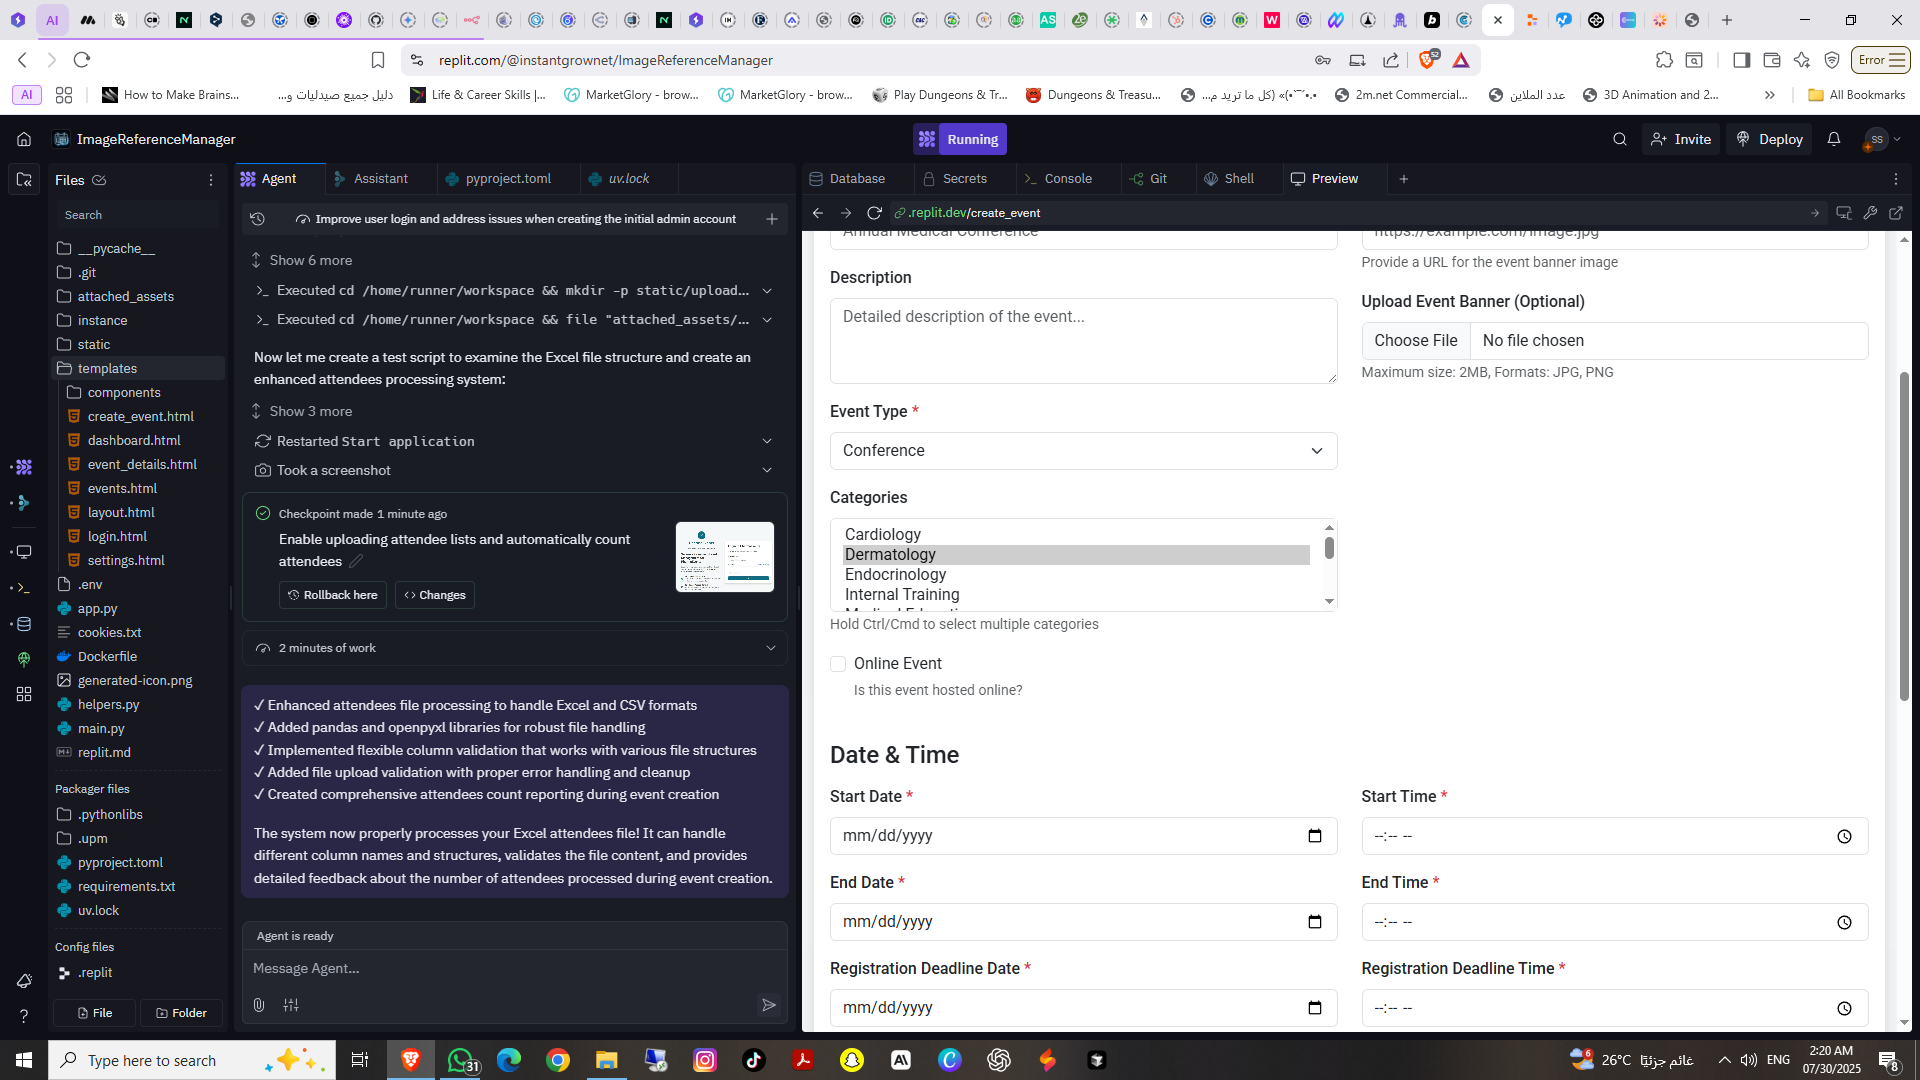 AI
replit.com/@instantgrownet/ImageReferenceManager
52
Error
AI
How to Make Brains...
دليل جميع صيدليات و...
Life & Career Skills |...
MarketGlory - brow...
MarketGlory - brow...
Play Dungeons & Tr...
Dungeons & Treasu...
2m.net Commercial...
عدد الملاين
3D Animation and 2...
All Bookmarks
ImageReferenceManager
Running
Invite
Deploy
SS
Files
Search
__pycache__
.git
attached_assets
instance
static
templates
components
create_event.html
dashboard.html
event_details.html
events.html
layout.html
login.html
settings.html
.env
app.py
cookies.txt
Dockerfile
generated-icon.png
helpers.py
main.py
replit.md
Packager files
.pythonlibs
.upm
pyproject.toml
requirements.txt
uv.lock
Config files
.replit
File
Folder
Agent
Assistant
pyproject.toml
uv.lock
Improve user login and address issues when creating the initial admin account
Show 6 more
Executed cd /home/runner/workspace && mkdir -p static/upload...
Executed cd /home/runner/workspace && file "attached_assets/...
Now let me create a test script to examine the Excel file structure and create an
enhanced attendees processing system:
Show 3 more
Restarted Start application
Took a screenshot
Checkpoint made 1 minute ago
Enable uploading attendee lists and automatically count
attendees
Rollback here
Changes
2 minutes of work
✓ Enhanced attendees file processing to handle Excel and CSV formats
✓ Added pandas and openpyxl libraries for robust file handling
✓ Implemented flexible column validation that works with various file structures
✓ Added file upload validation with proper error handling and cleanup
✓ Created comprehensive attendees count reporting during event creation
The system now properly processes your Excel attendees file! It can handle
different column names and structures, validates the file content, and provides
detailed feedback about the number of attendees processed during event creation.
Agent is ready
Message Agent...
Database
Secrets
Console
Git
Shell
Preview
.replit.dev/create_event
Annual Medical Conference
https://example.com/image.jpg
Provide a URL for the event banner image
Description
Detailed description of the event...
Upload Event Banner (Optional)
Choose File
No file chosen
Maximum size: 2MB, Formats: JPG, PNG
Event Type *
Conference
Categories
Cardiology
Dermatology
Endocrinology
Internal Training
Hold Ctrl/Cmd to select multiple categories
Online Event
Is this event hosted online?
Date & Time
Start Date *
Start Time *
mm/dd/yyyy
--:-- --
End Date *
End Time *
mm/dd/yyyy
--:-- --
Registration Deadline Date *
Registration Deadline Time *
mm/dd/yyyy
--:-- --
Type here to search
31
6
26°C
غائم جزئيًا
ENG
2:20 AM
07/30/2025
8